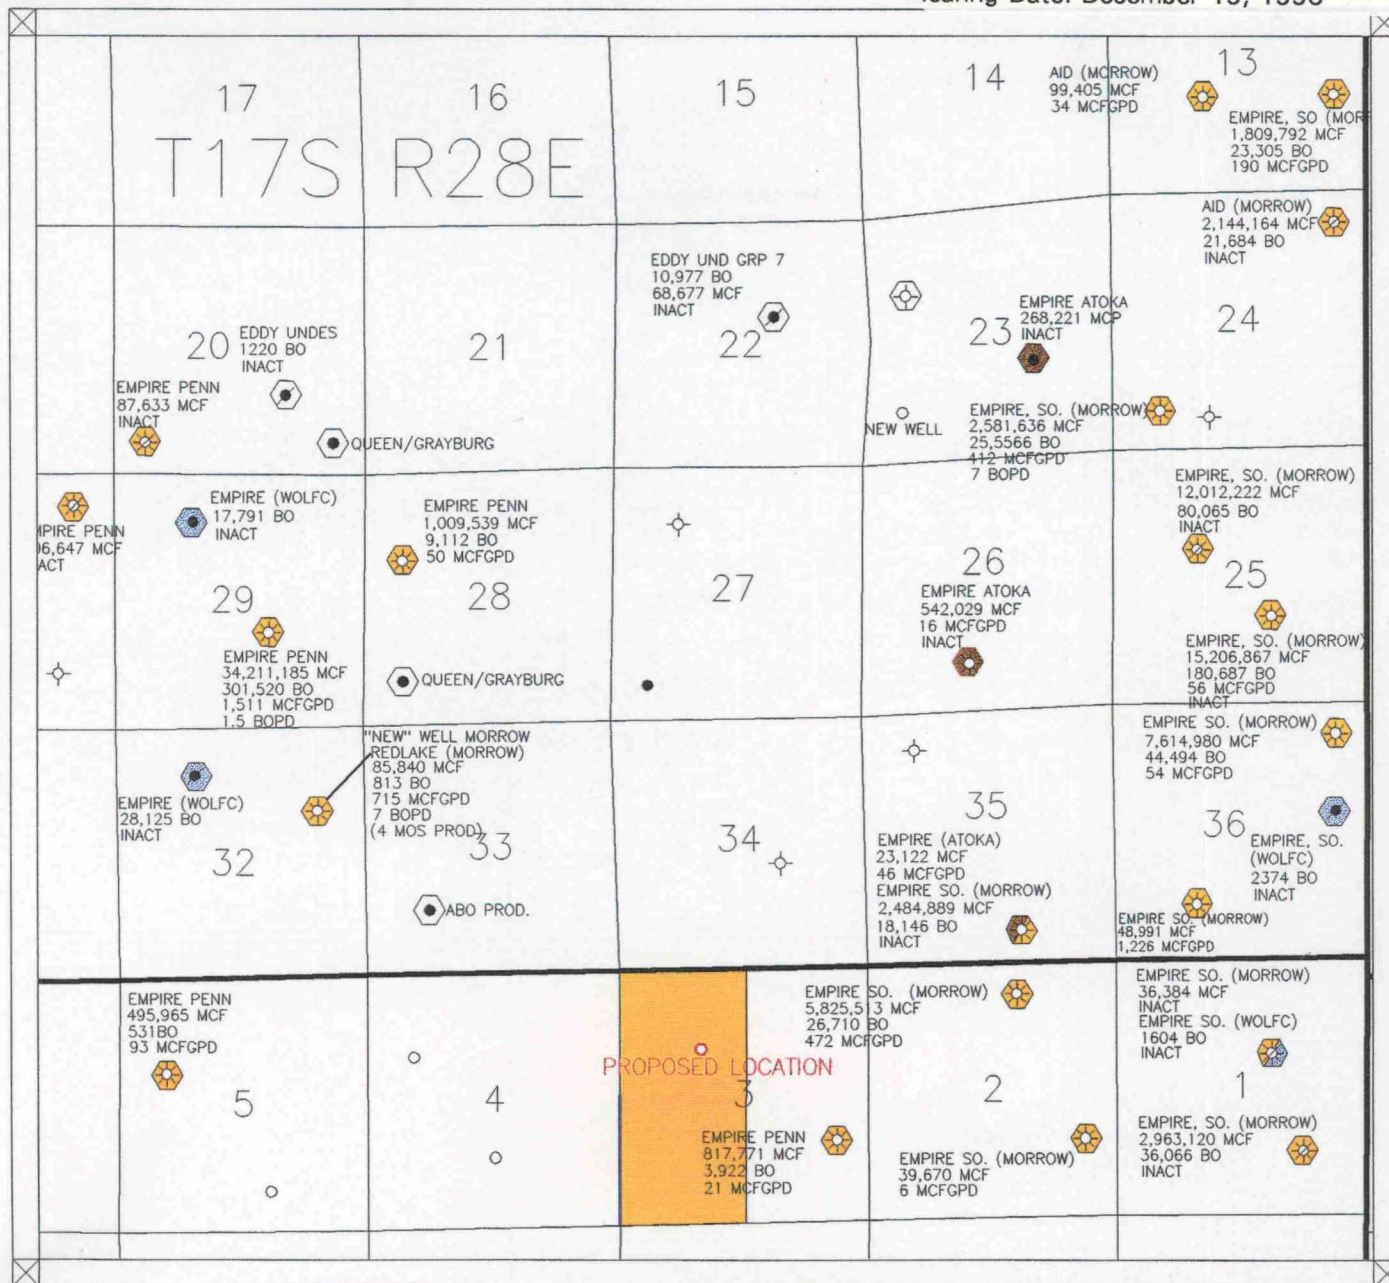 17
16
15
14
13
T17S R28E
AID (MORROW)
99,405 MCF
34 MCFGPD
EMPIRE, SO (MOR
1,809,792 MCF
23,305 BO
190 MCFGPD
AID (MORROW)
2,144,164 MCF
21,684 BO
INACT
20
EDDY UNDES
1220 BO
INACT
EMPIRE PENN
87,633 MCF
INACT
QUEEN/GRAYBURG
21
EDDY UND GRP 7
10,977 BO
68,677 MCF
INACT
22
23
EMPIRE ATOKA
268,221 MCP
INACT
NEW WELL
24
EMPIRE, SO. (MORROW)
2,581,636 MCF
25,5566 BO
412 MCFGPD
7 BOPD
MPIRE PENN
6,647 MCF
ACT
EMPIRE (WOLFC)
17,791 BO
INACT
29
EMPIRE PENN
34,211,185 MCF
301,520 BO
1,511 MCFGPD
1.5 BOPD
EMPIRE PENN
1,009,539 MCF
9,112 BO
50 MCFGPD
28
QUEEN/GRAYBURG
27
26
EMPIRE ATOKA
542,029 MCF
16 MCFGPD
INACT
EMPIRE, SO. (MORROW)
12,012,222 MCF
80,065 BO
INACT
25
EMPIRE, SO. (MORROW)
15,206,867 MCF
180,687 BO
56 MCFGPD
INACT
EMPIRE (WOLFC)
28,125 BO
INACT
32
"NEW" WELL MORROW
REDLAKE (MORROW)
85,840 MCF
813 BO
715 MCFGPD
7 BOPD
(4 MOS PROD)
33
ABO PROD.
34
35
EMPIRE (ATOKA)
23,122 MCF
46 MCFGPD
EMPIRE SO. (MORROW)
2,484,889 MCF
18,146 BO
INACT
EMPIRE SO. (MORROW)
7,614,980 MCF
44,494 BO
54 MCFGPD
36
EMPIRE, SO.
(WOLFC)
2374 BO
INACT
EMPIRE SO. (MORROW)
48,991 MCF
1,226 MCFGPD
EMPIRE PENN
495,965 MCF
531BO
93 MCFGPD
5
4
PROPOSED LOCATION
3
EMPIRE PENN
817,771 MCF
3,922 BO
21 MCFGPD
EMPIRE SO. (MORROW)
5,825,513 MCF
26,710 BO
472 MCFGPD
2
EMPIRE SO. (MORROW)
39,670 MCF
6 MCFGPD
EMPIRE SO. (MORROW)
36,384 MCF
INACT
EMPIRE SO. (WOLFC)
1604 BO
INACT
1
EMPIRE, SO. (MORROW)
2,963,120 MCF
36,066 BO
INACT